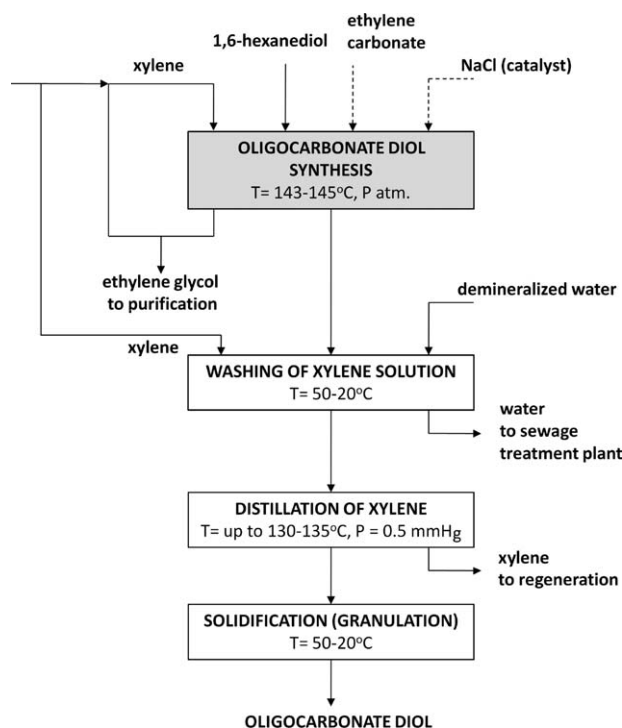 ethylene
carbonate
1,6-hexanediol
NaCl (catalyst)
xylene
OLIGOCARBONATE DIOL
SYNTHESIS
T= 143-145°C, P atm.
ethylene glycol
to purification
demineralized water
xylene
WASHING OF XYLENE SOLUTION
T= 50-20°C
water
to sewage
treatment plant
DISTILLATION OF XYLENE
T= up to 130-135°C, P = 0.5 mmHg
xylene
to regeneration
SOLIDIFICATION (GRANULATION)
T= 50-20°C
OLIGOCARBONATE DIOL